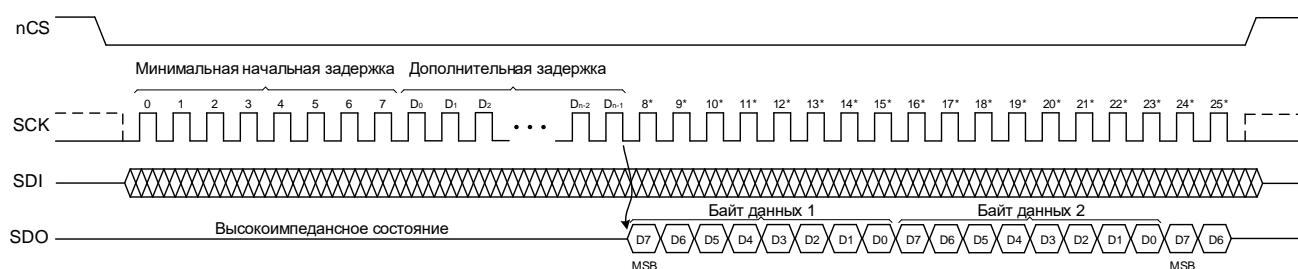 nCS
Минимальная начальная задержка Дополнительная задержка
0 1 2 3 4 5 6 7 D0 D1 D2 Dn-2 Dn-1 8* 9* 10* 11* 12* 13* 14* 15* 16* 17* 18* 19* 20* 21* 22* 23* 24* 25*
SCK
SDI
Байт данных 1 Байт данных 2
SDO Высокоимпедансное состояние D7 D6 D5 D4 D3 D2 D1 D0 D7 D6 D5 D4 D3 D2 D1 D0 D7 D6
MSB MSB